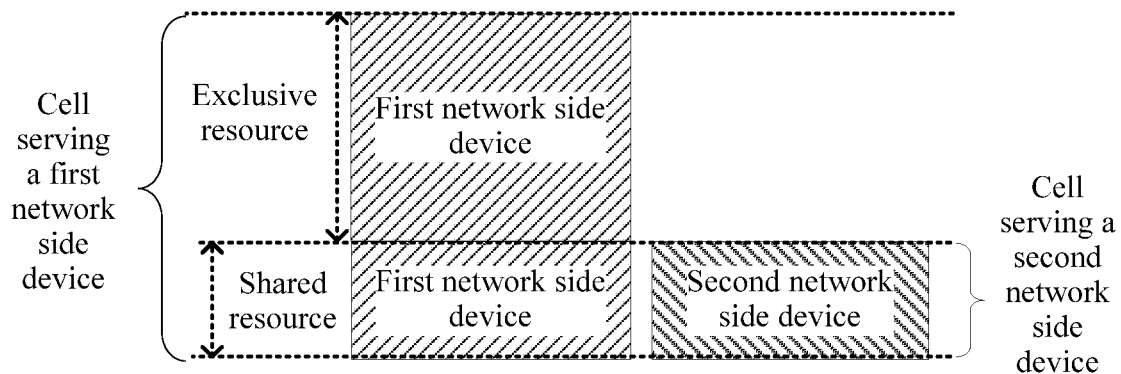 Cell
serving
a first
network
side
device
Exclusive
resource
First network side
device
Shared
resource
First network side
device
Second network
side device
Cell
serving a
second
network
side
device